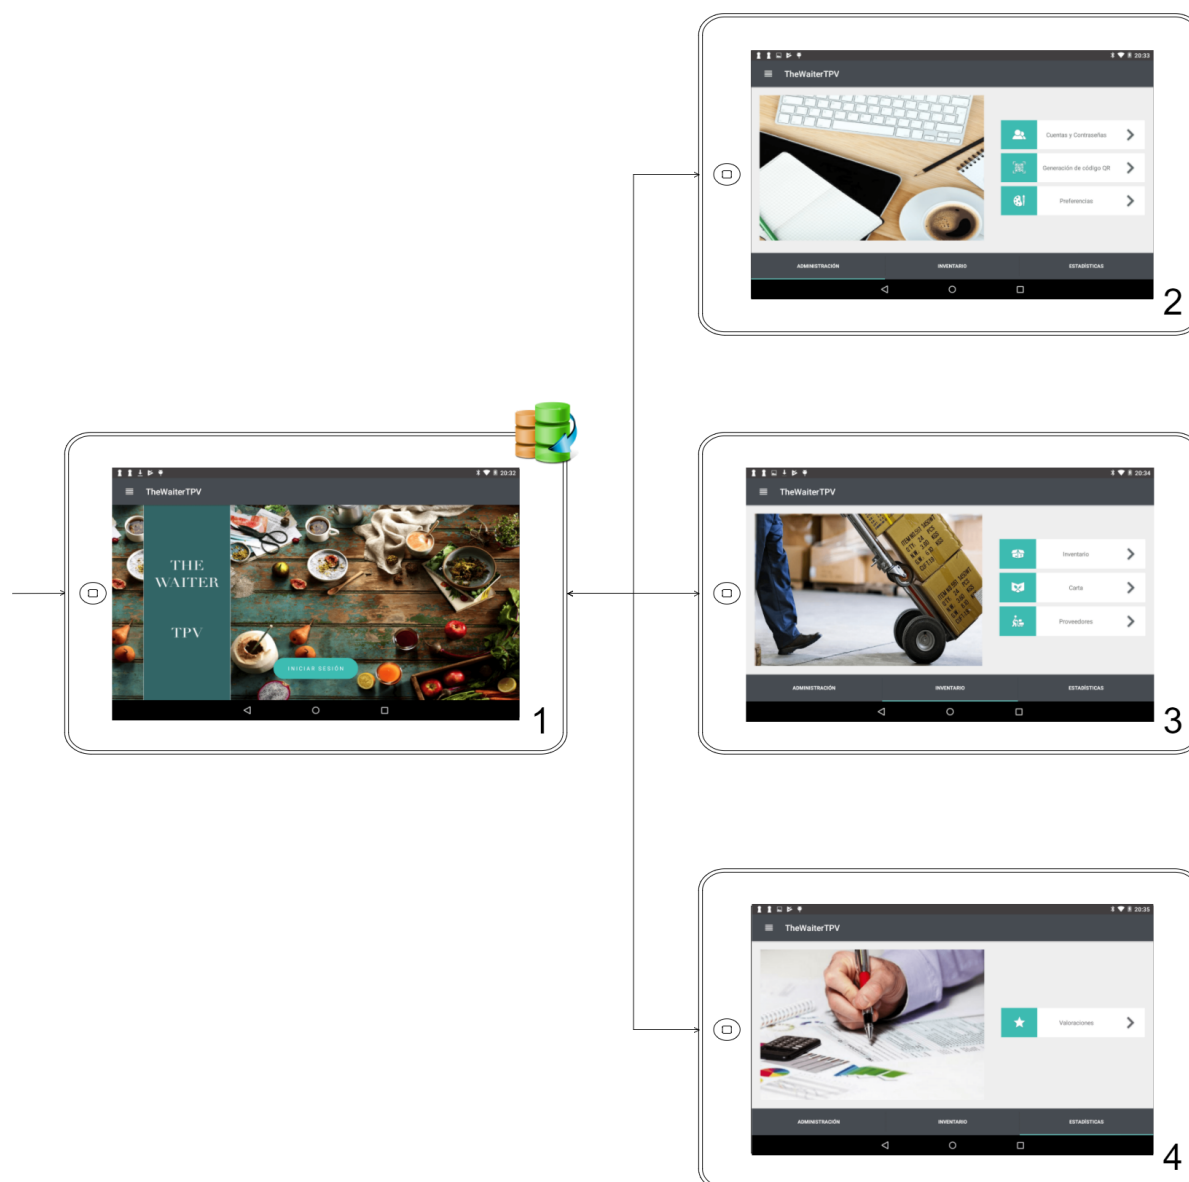 20:33
TheWaiterTPV
Cuentas y Contraseñas
Generación de código QR
Preferencias
ADMINISTRACIÓN
INVENTARIO
ESTADÍSTICAS
2
20:32
TheWaiterTPV
THE
WAITER
TPV
INICIAR SESIÓN
1
20:34
TheWaiterTPV
Inventario
Carta
Proveedores
ADMINISTRACIÓN
INVENTARIO
ESTADÍSTICAS
3
20:35
TheWaiterTPV
Valoraciones
ADMINISTRACIÓN
INVENTARIO
ESTADÍSTICAS
4